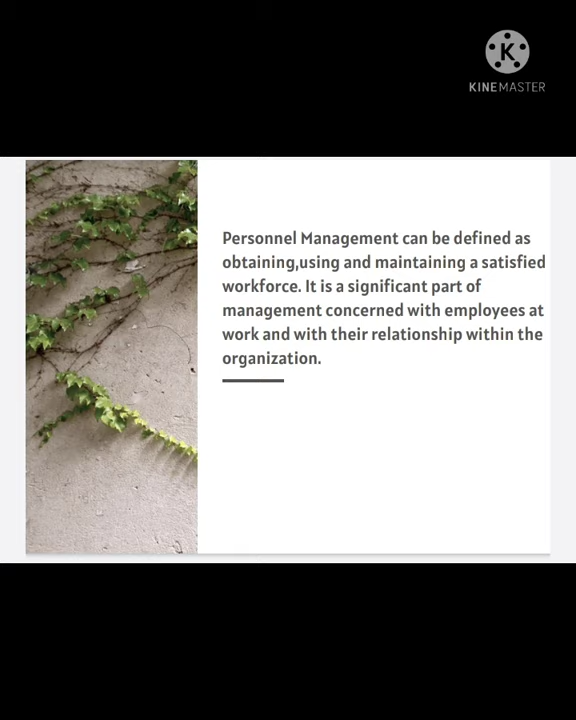 K
KINEMASTER
Personnel Management can be defined as
obtaining,using and maintaining a satisfied
workforce. It is a significant part of
management concerned with employees at
work and with their relationship within the
organization.